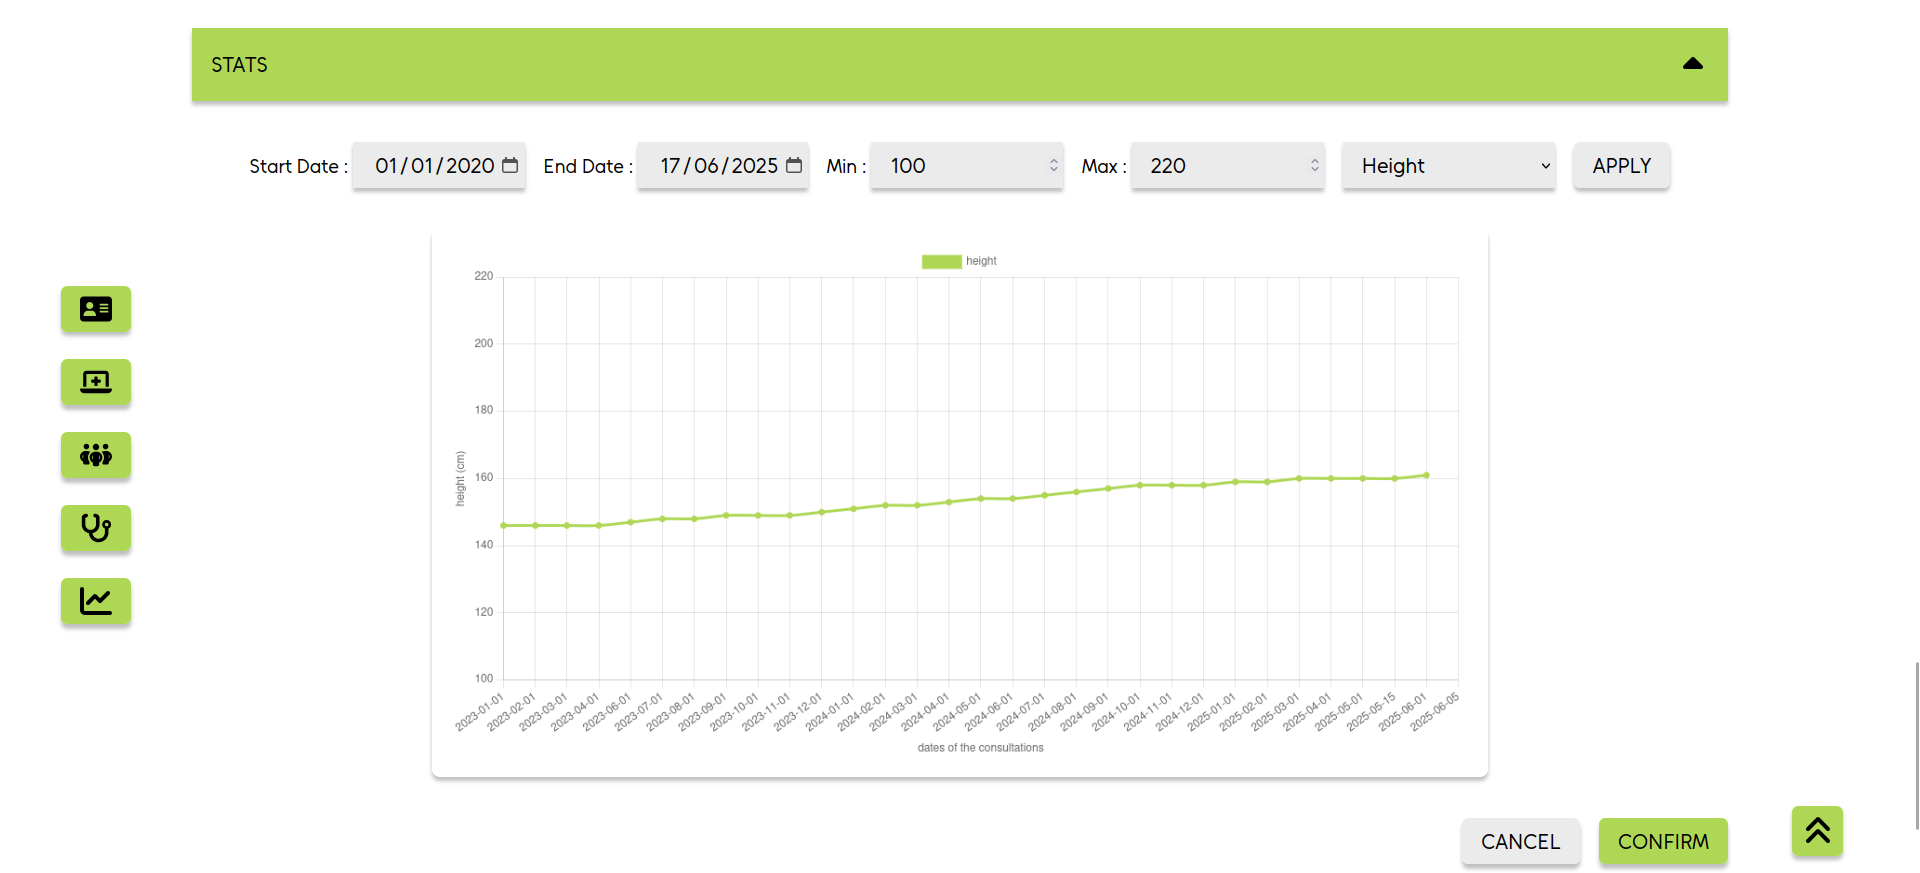 STATS
Start Date : 01/01/2020 End Date : 17/06/2025 Min : 100 Max : 220 Height APPLY
height
220
200
180
160
140
120
100
height (cm)
2023-01-01 2023-02-01 2023-03-01 2023-04-01 2023-06-01 2023-07-01 2023-08-01 2023-09-01 2023-10-01 2023-11-01 2023-12-01 2024-01-01 2024-02-01 2024-03-01 2024-04-01 2024-05-01 2024-06-01 2024-07-01 2024-08-01 2024-09-01 2024-10-01 2024-11-01 2024-12-01 2025-01-01 2025-02-01 2025-03-01 2025-04-01 2025-05-01 2025-05-15 2025-06-01 2025-06-05
dates of the consultations
CANCEL CONFIRM